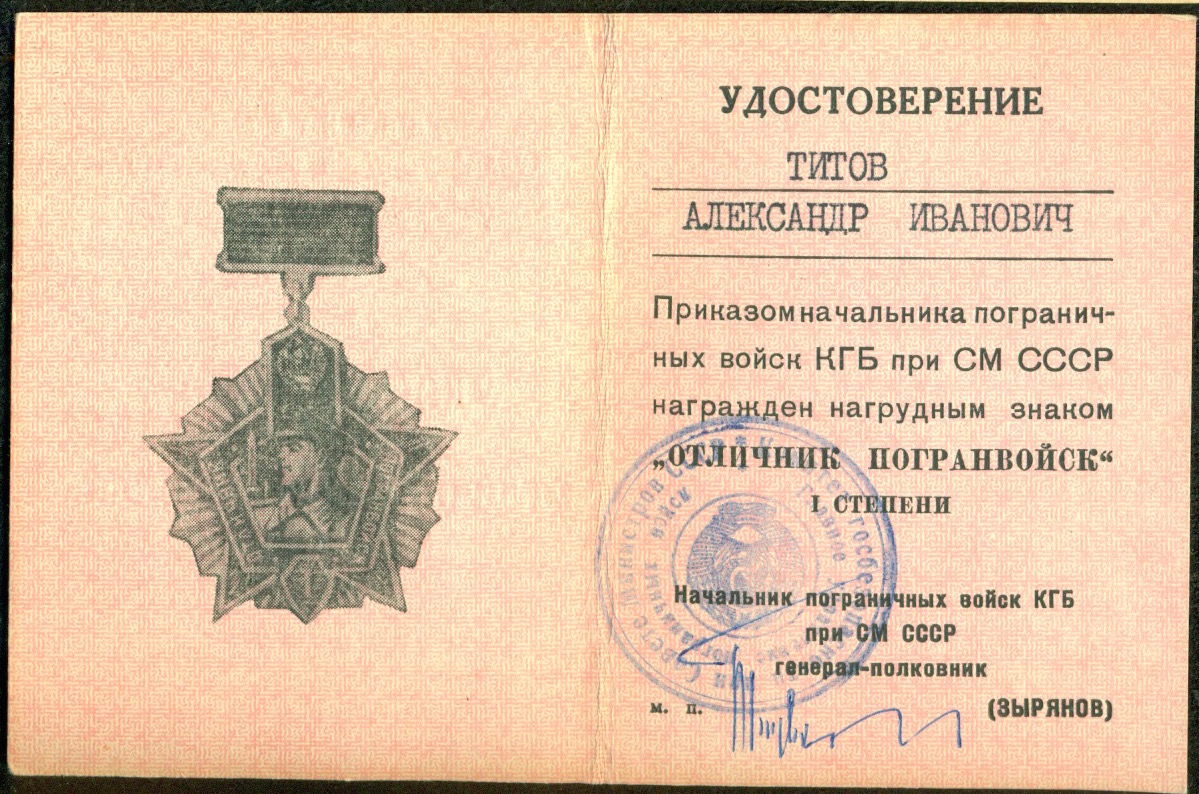 УДОСТОВЕРЕНИЕ
ТИТОВ
АЛЕКСАНДР ИВАНОВИЧ
Приказом начальника погранич-
ных войск КГБ при СМ СССР
награжден нагрудным знаком
„ОТЛИЧНИК ПОГРАНВОЙСК“
I СТЕПЕНИ
Начальник пограничных войск КГБ
при СМ СССР
генерал-полковник
м. п. (ЗЫРЯНОВ)